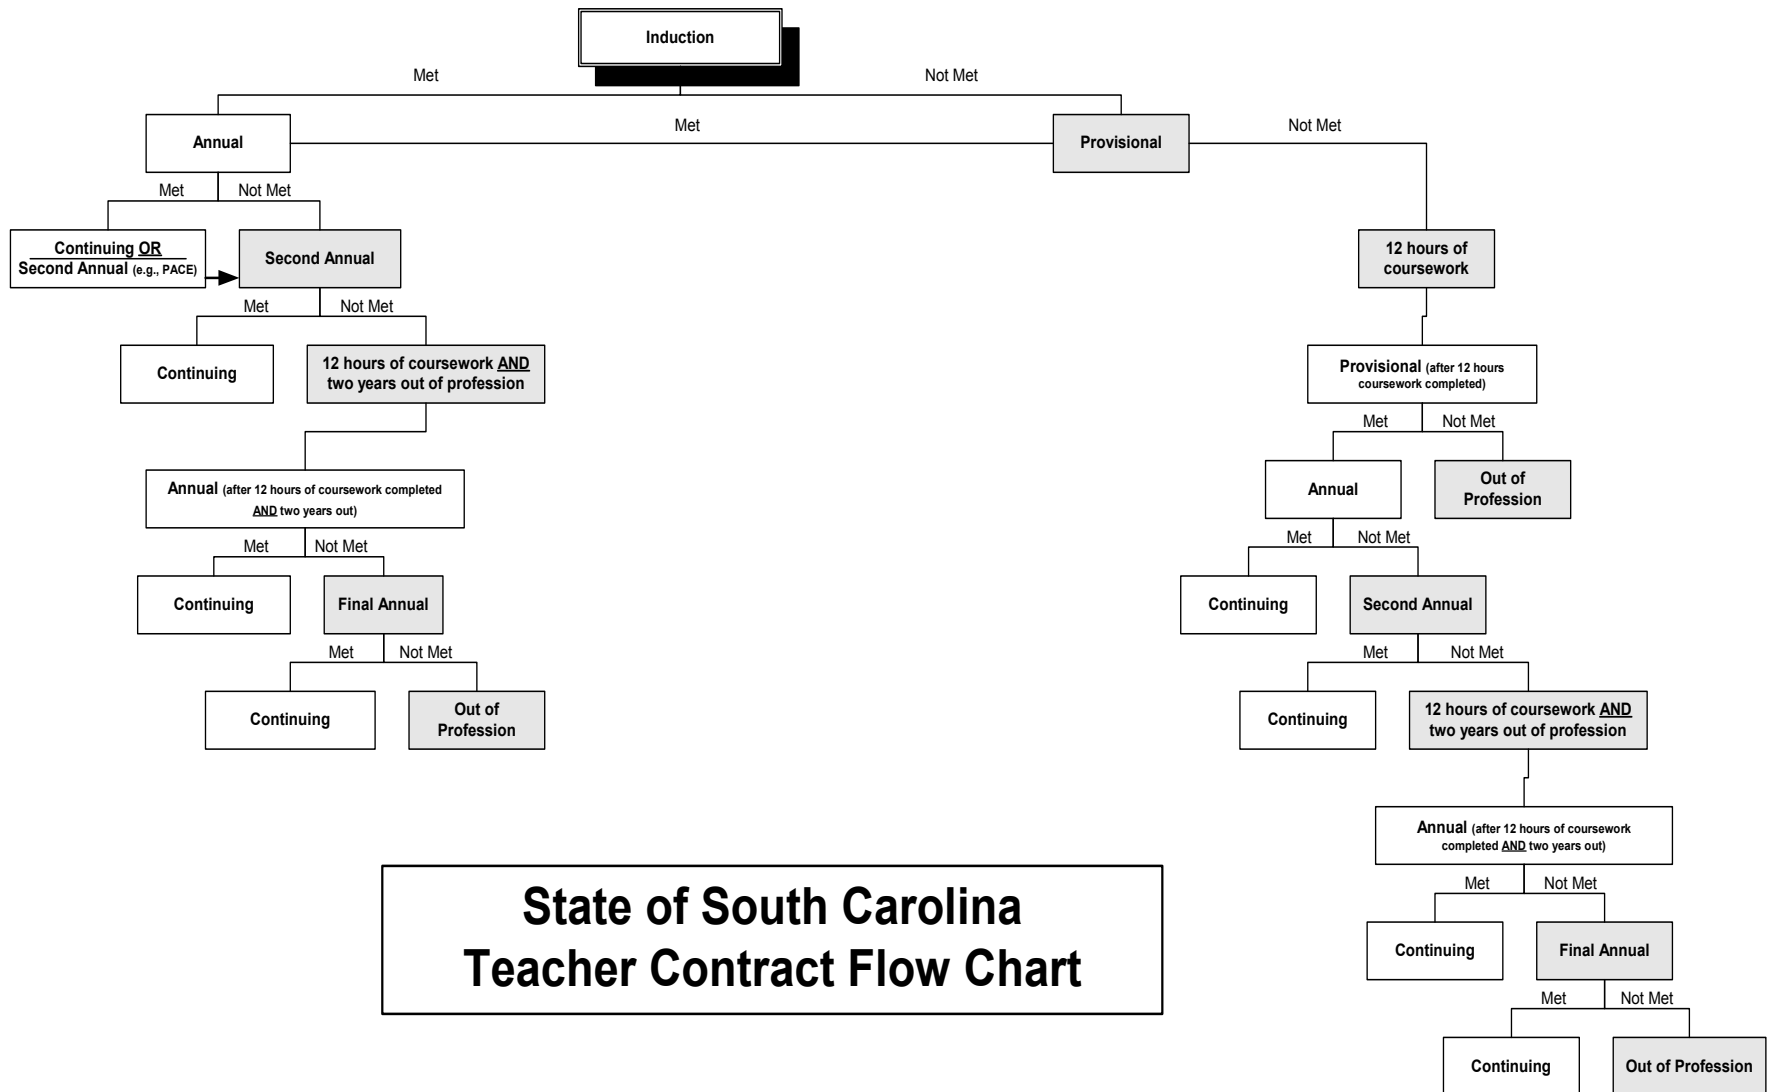 Induction
Met
Not Met
Annual
Met
Provisional
Not Met
Met
Not Met
Continuing OR
Second Annual (e.g., PACE)
Second Annual
12 hours of
coursework
Met
Not Met
Continuing
12 hours of coursework AND
two years out of profession
Provisional (after 12 hours
coursework completed)
Met
Not Met
Annual (after 12 hours of coursework completed
AND two years out)
Annual
Out of
Profession
Met
Not Met
Met
Not Met
Continuing
Final Annual
Continuing
Second Annual
Met
Not Met
Met
Not Met
Continuing
Out of
Profession
Continuing
12 hours of coursework AND
two years out of profession
Annual (after 12 hours of coursework
completed AND two years out)
State of South Carolina
Teacher Contract Flow Chart
Met
Not Met
Continuing
Final Annual
Met
Not Met
Continuing
Out of Profession